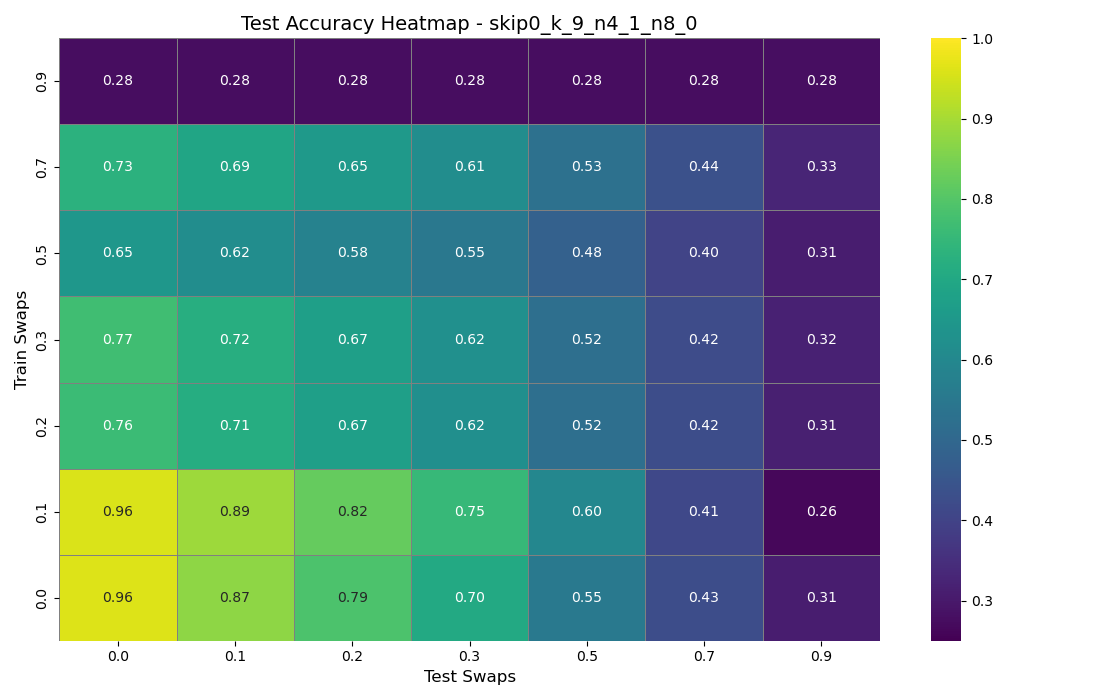 Test Accuracy Heatmap - skip0_k_9_n4_1_n8_0
Train Swaps
0.9 0.28 0.28 0.28 0.28 0.28 0.28 0.28
0.7 0.73 0.69 0.65 0.61 0.53 0.44 0.33
0.5 0.65 0.62 0.58 0.55 0.48 0.40 0.31
0.3 0.77 0.72 0.67 0.62 0.52 0.42 0.32
0.2 0.76 0.71 0.67 0.62 0.52 0.42 0.31
0.1 0.96 0.89 0.82 0.75 0.60 0.41 0.26
0.0 0.96 0.87 0.79 0.70 0.55 0.43 0.31
0.0 0.1 0.2 0.3 0.5 0.7 0.9
Test Swaps
1.0
0.9
0.8
0.7
0.6
0.5
0.4
0.3